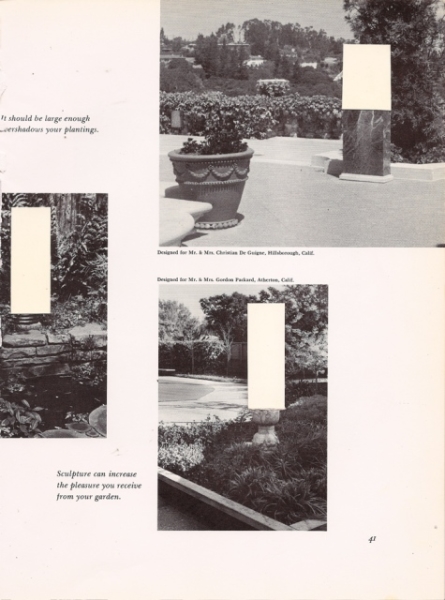 It should be large enough
overshadows your plantings.
Designed for Mr. & Mrs. Christian De Guigne, Hillsborough, Calif.
Designed for Mr. & Mrs. Gordon Packard, Atherton, Calif.
Sculpture can increase
the pleasure you receive
from your garden.
41